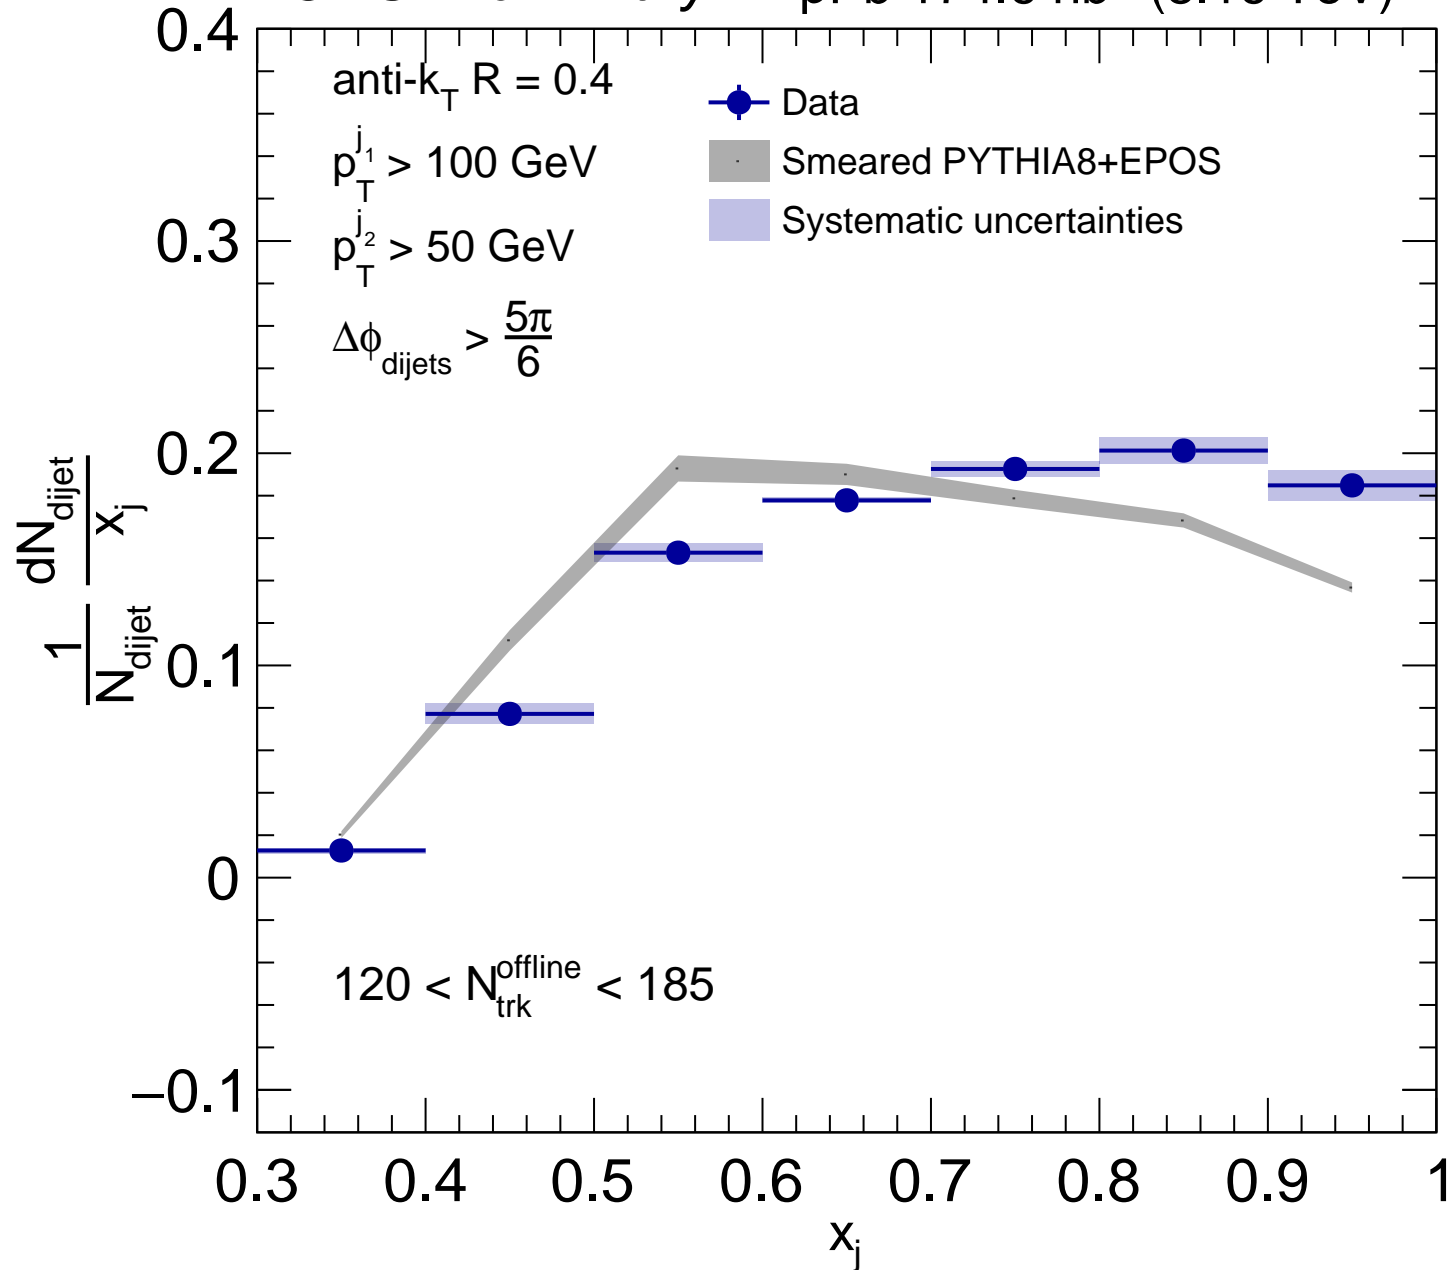 0.4
0.3
0.2
0.1
0
−0.1
0.3 0.4 0.5 0.6 0.7 0.8 0.9 1
x_j
1/N_dijet dN_dijet/x_j
anti-k_T R = 0.4
p_T^j_1 > 100 GeV
p_T^j_2 > 50 GeV
Δϕ_dijets > 5π/6
Data
Smeared PYTHIA8+EPOS
Systematic uncertainties
120 < N_trk^offline < 185